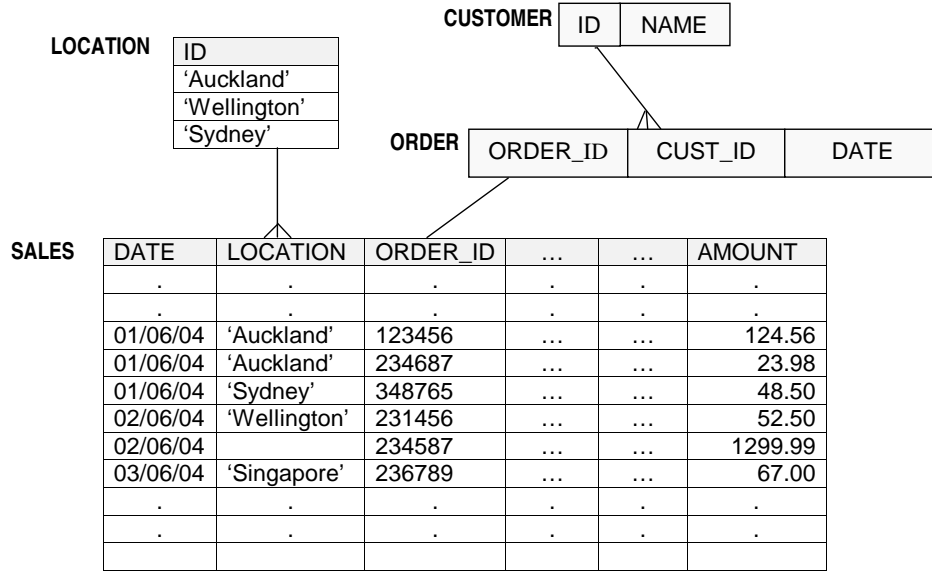 CUSTOMER ID NAME
LOCATION ID
‘Auckland’
‘Wellington’
‘Sydney’
ORDER ORDER_ID CUST_ID DATE
SALES DATE LOCATION ORDER_ID … … AMOUNT
. . . . . .
. . . . . .
01/06/04 ‘Auckland’ 123456 … … 124.56
01/06/04 ‘Auckland’ 234687 … … 23.98
01/06/04 ‘Sydney’ 348765 … … 48.50
02/06/04 ‘Wellington’ 231456 … … 52.50
02/06/04 234587 … … 1299.99
03/06/04 ‘Singapore’ 236789 … … 67.00
. . . . . .
. . . . . .